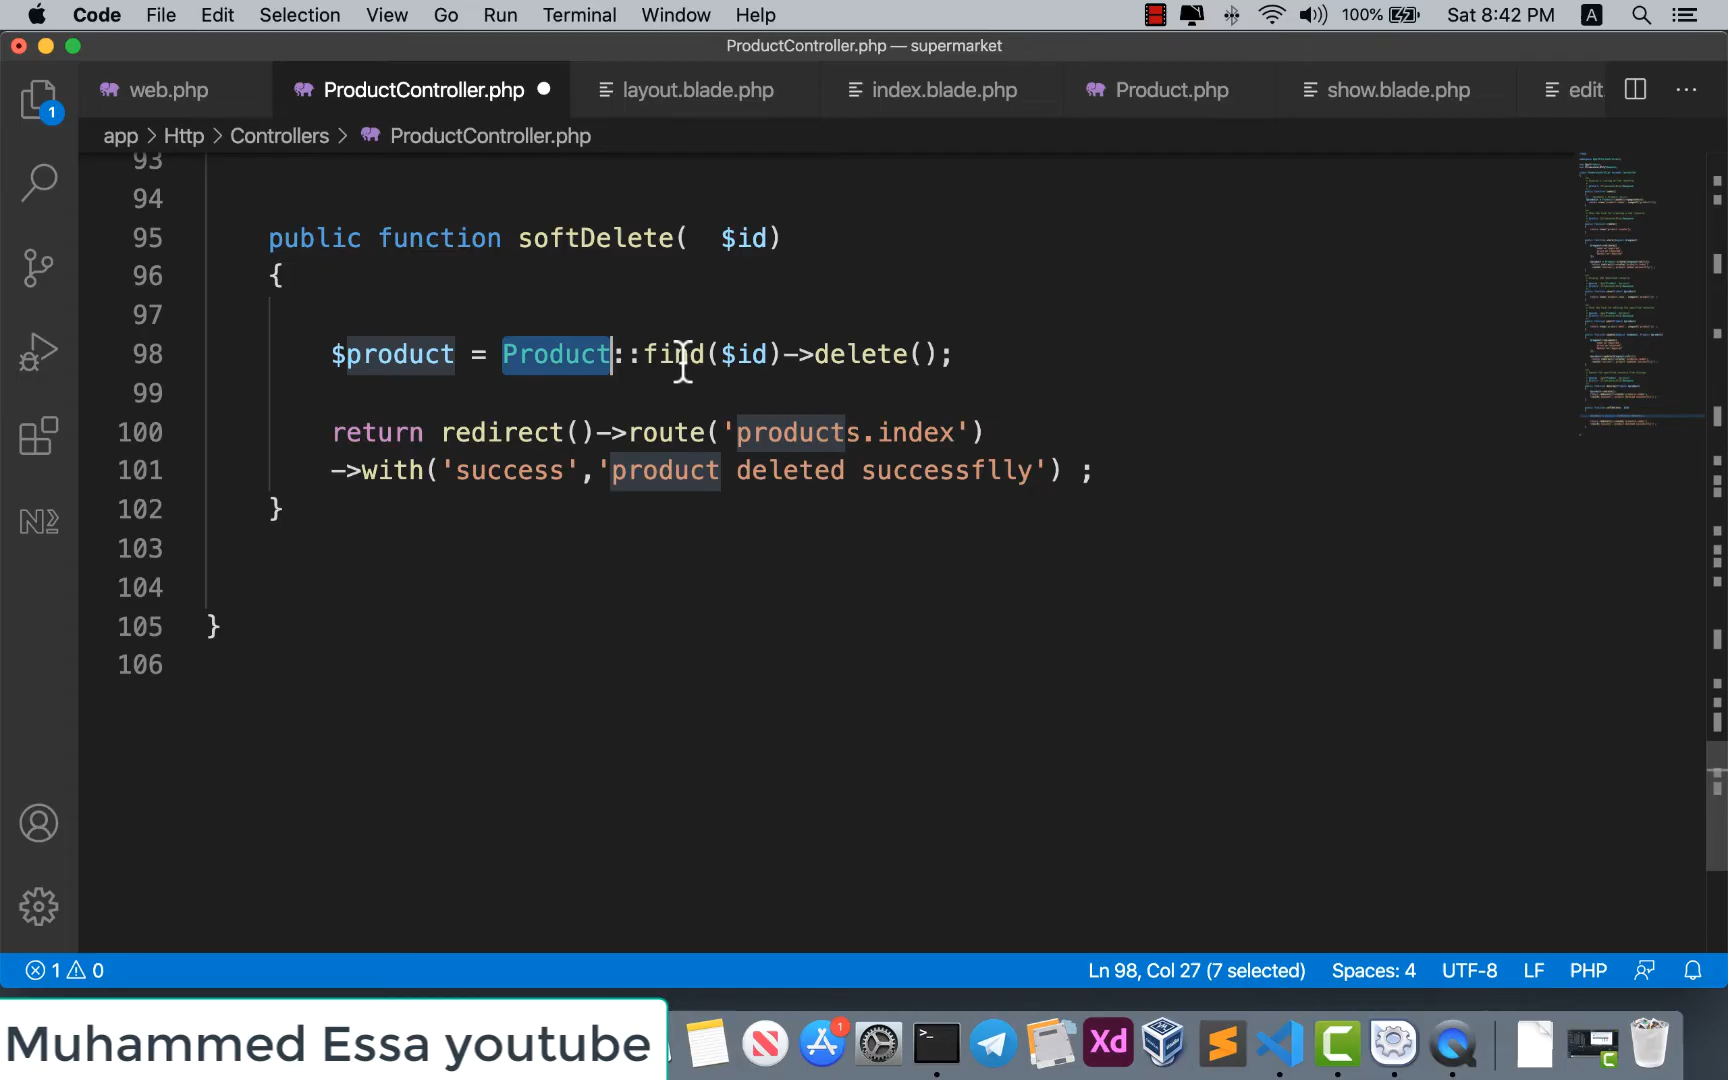 Code File Edit Selection View Go Run Terminal Window Help 100% Sat 8:42 PM A
ProductController.php — supermarket
web.php ProductController.php layout.blade.php index.blade.php Product.php show.blade.php edit
1
app > Http > Controllers > ProductController.php
93
94
95 public function softDelete(  $id)
96 {
97
98 $product = Product::find($id)->delete();
99
100 return redirect()->route('products.index')
101 ->with('success','product deleted successflly') ;
102 }
103
104
105 }
106
1 0 Ln 98, Col 27 (7 selected) Spaces: 4 UTF-8 LF PHP
Muhammed Essa youtube
1
Xd